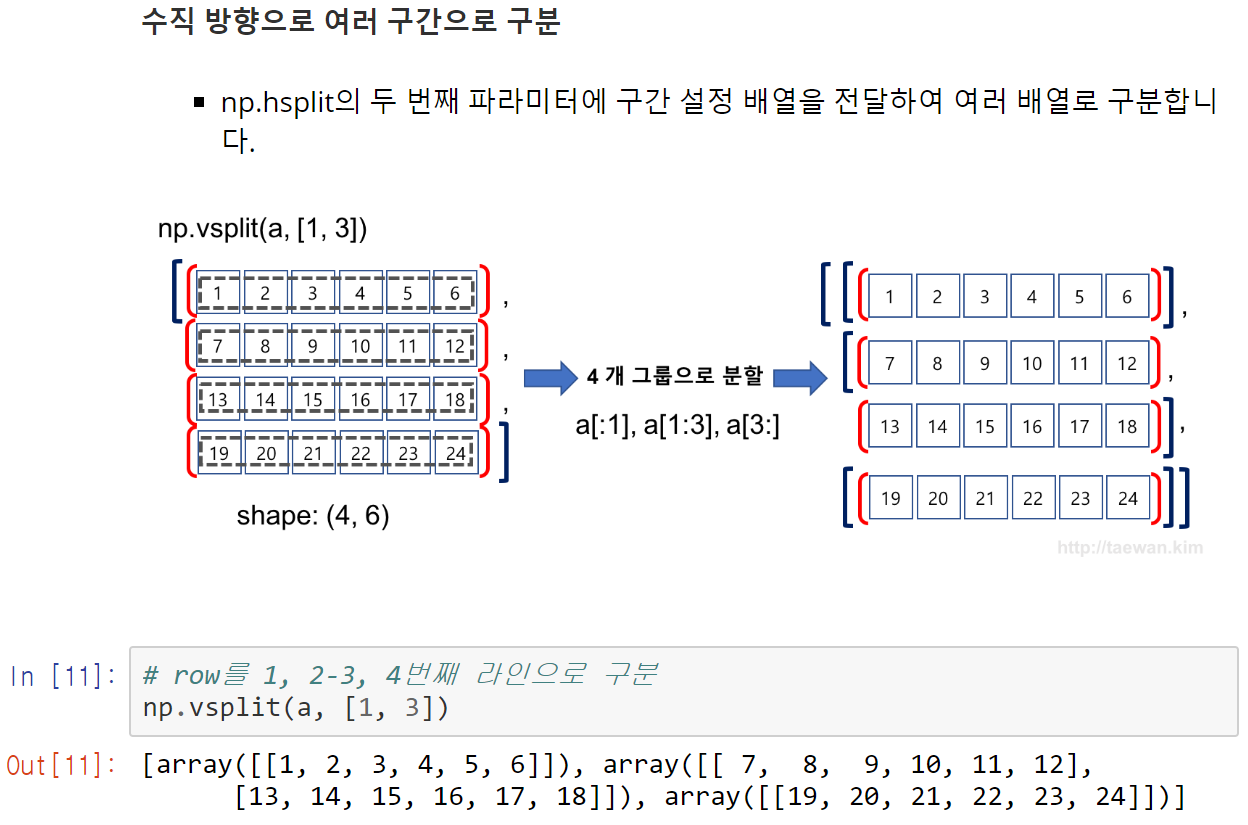 수직 방향으로 여러 구간으로 구분
▪ np.hsplit의 두 번째 파라미터에 구간 설정 배열을 전달하여 여러 배열로 구분합니
다.
np.vsplit(a, [1, 3])
[ ( 1 2 3 4 5 6 ) ,
( 7 8 9 10 11 12 ) ,
( 13 14 15 16 17 18 ) ,
( 19 20 21 22 23 24 ) ]
shape: (4, 6)
4 개 그룹으로 분할
a[:1], a[1:3], a[3:]
[ [ ( 1 2 3 4 5 6 ) ] ,
[ ( 7 8 9 10 11 12 ) ,
( 13 14 15 16 17 18 ) ] ,
[ ( 19 20 21 22 23 24 ) ] ]
http://taewan.kim
In [11]: # row를 1, 2-3, 4번째 라인으로 구분
np.vsplit(a, [1, 3])
Out[11]: [array([[1, 2, 3, 4, 5, 6]]), array([[ 7,  8,  9, 10, 11, 12],
[13, 14, 15, 16, 17, 18]]), array([[19, 20, 21, 22, 23, 24]])]